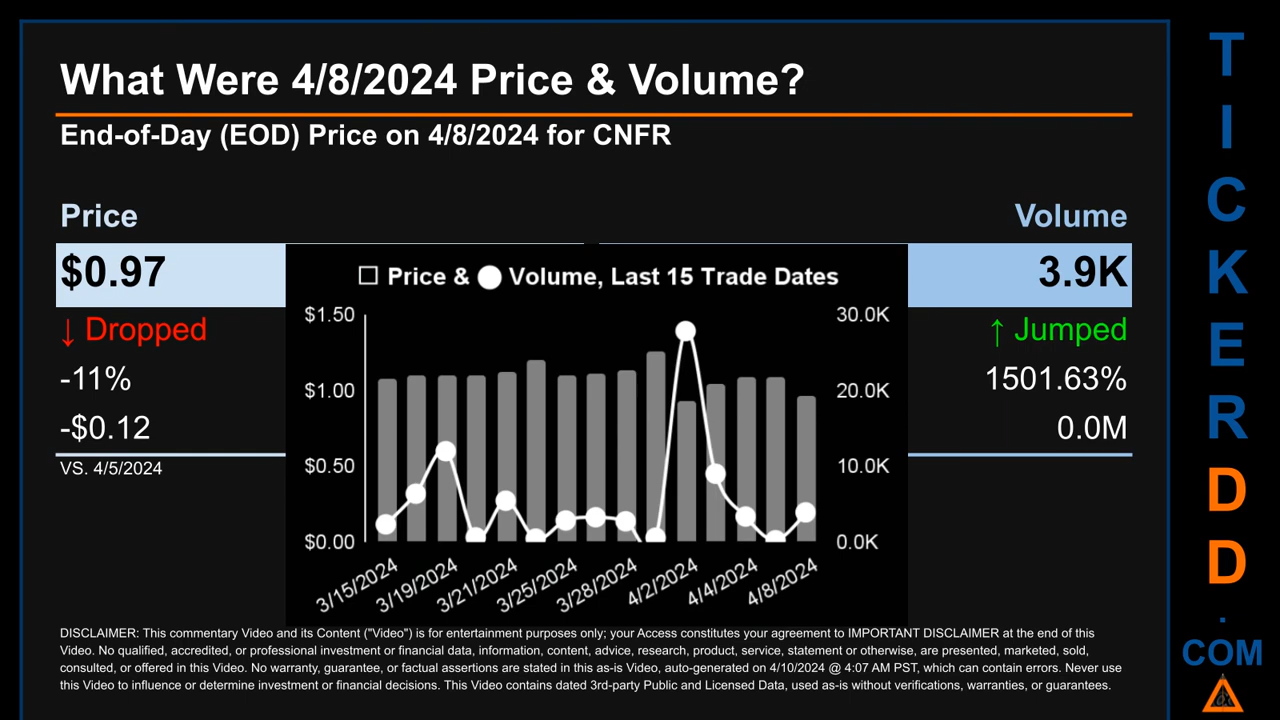 What Were 4/8/2024 Price & Volume?
End-of-Day (EOD) Price on 4/8/2024 for CNFR
Price
Volume
$0.97
3.9K
↓ Dropped
↑ Jumped
-11%
1501.63%
-$0.12
0.0M
VS. 4/5/2024
Price & Volume, Last 15 Trade Dates
$1.50
30.0K
$1.00
20.0K
$0.50
10.0K
$0.00
0.0K
3/15/2024
3/19/2024
3/21/2024
3/25/2024
3/28/2024
4/2/2024
4/4/2024
4/8/2024
DISCLAIMER: This commentary Video and its Content ("Video") is for entertainment purposes only; your Access constitutes your agreement to IMPORTANT DISCLAIMER at the end of this
Video. No qualified, accredited, or professional investment or financial data, information, content, advice, research, product, service, statement or otherwise, are presented, marketed, sold,
consulted, or offered in this Video. No warranty, guarantee, or factual assertions are stated in this as-is Video, auto-generated on 4/10/2024 @ 4:07 AM PST, which can contain errors. Never use
this Video to influence or determine investment or financial decisions. This Video contains dated 3rd-party Public and Licensed Data, used as-is without verifications, warranties, or guarantees.
T
I
C
K
E
R
D
D
.
COM